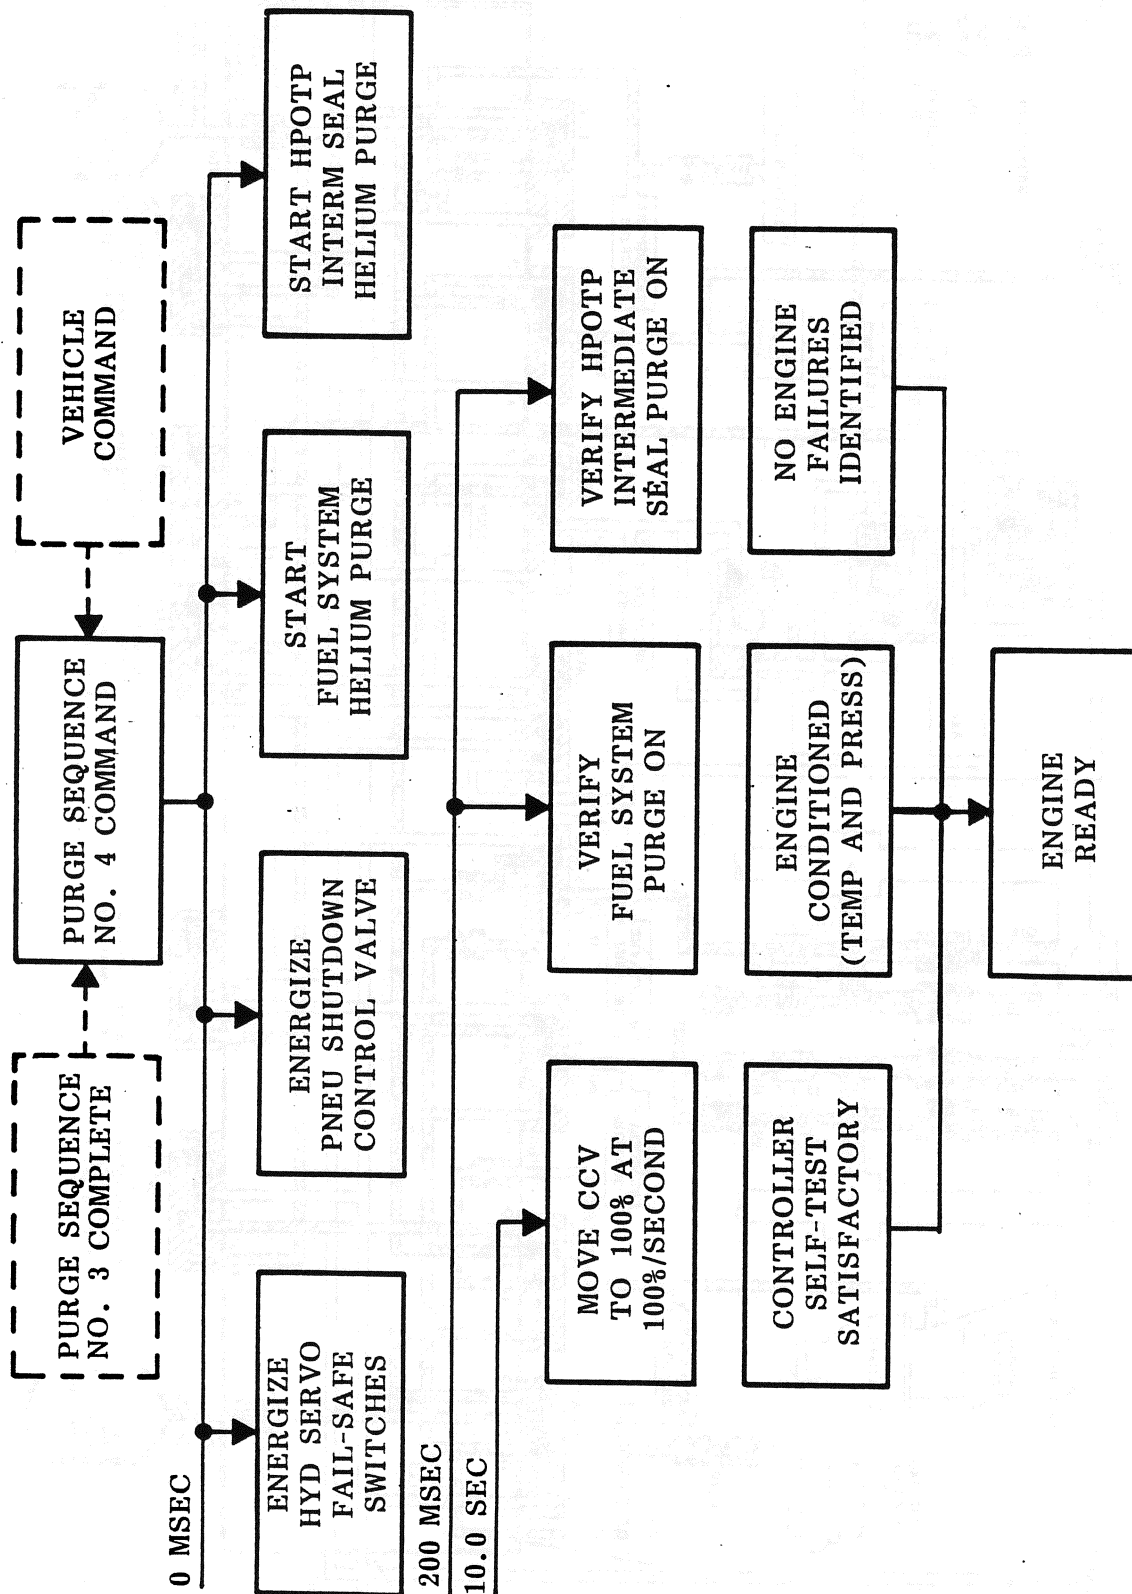 PURGE SEQUENCE
NO. 3 COMPLETE
PURGE SEQUENCE
NO. 4 COMMAND
VEHICLE
COMMAND
0 MSEC
ENERGIZE
HYD SERVO
FAIL-SAFE
SWITCHES
ENERGIZE
PNEU SHUTDOWN
CONTROL VALVE
START
FUEL SYSTEM
HELIUM PURGE
START HPOTP
INTERM SEAL
HELIUM PURGE
200 MSEC
10.0 SEC
MOVE CCV
TO 100% AT
100%/SECOND
VERIFY
FUEL SYSTEM
PURGE ON
VERIFY HPOTP
INTERMEDIATE
SEAL PURGE ON
CONTROLLER
SELF-TEST
SATISFACTORY
ENGINE
CONDITIONED
(TEMP AND PRESS)
NO ENGINE
FAILURES
IDENTIFIED
ENGINE
READY